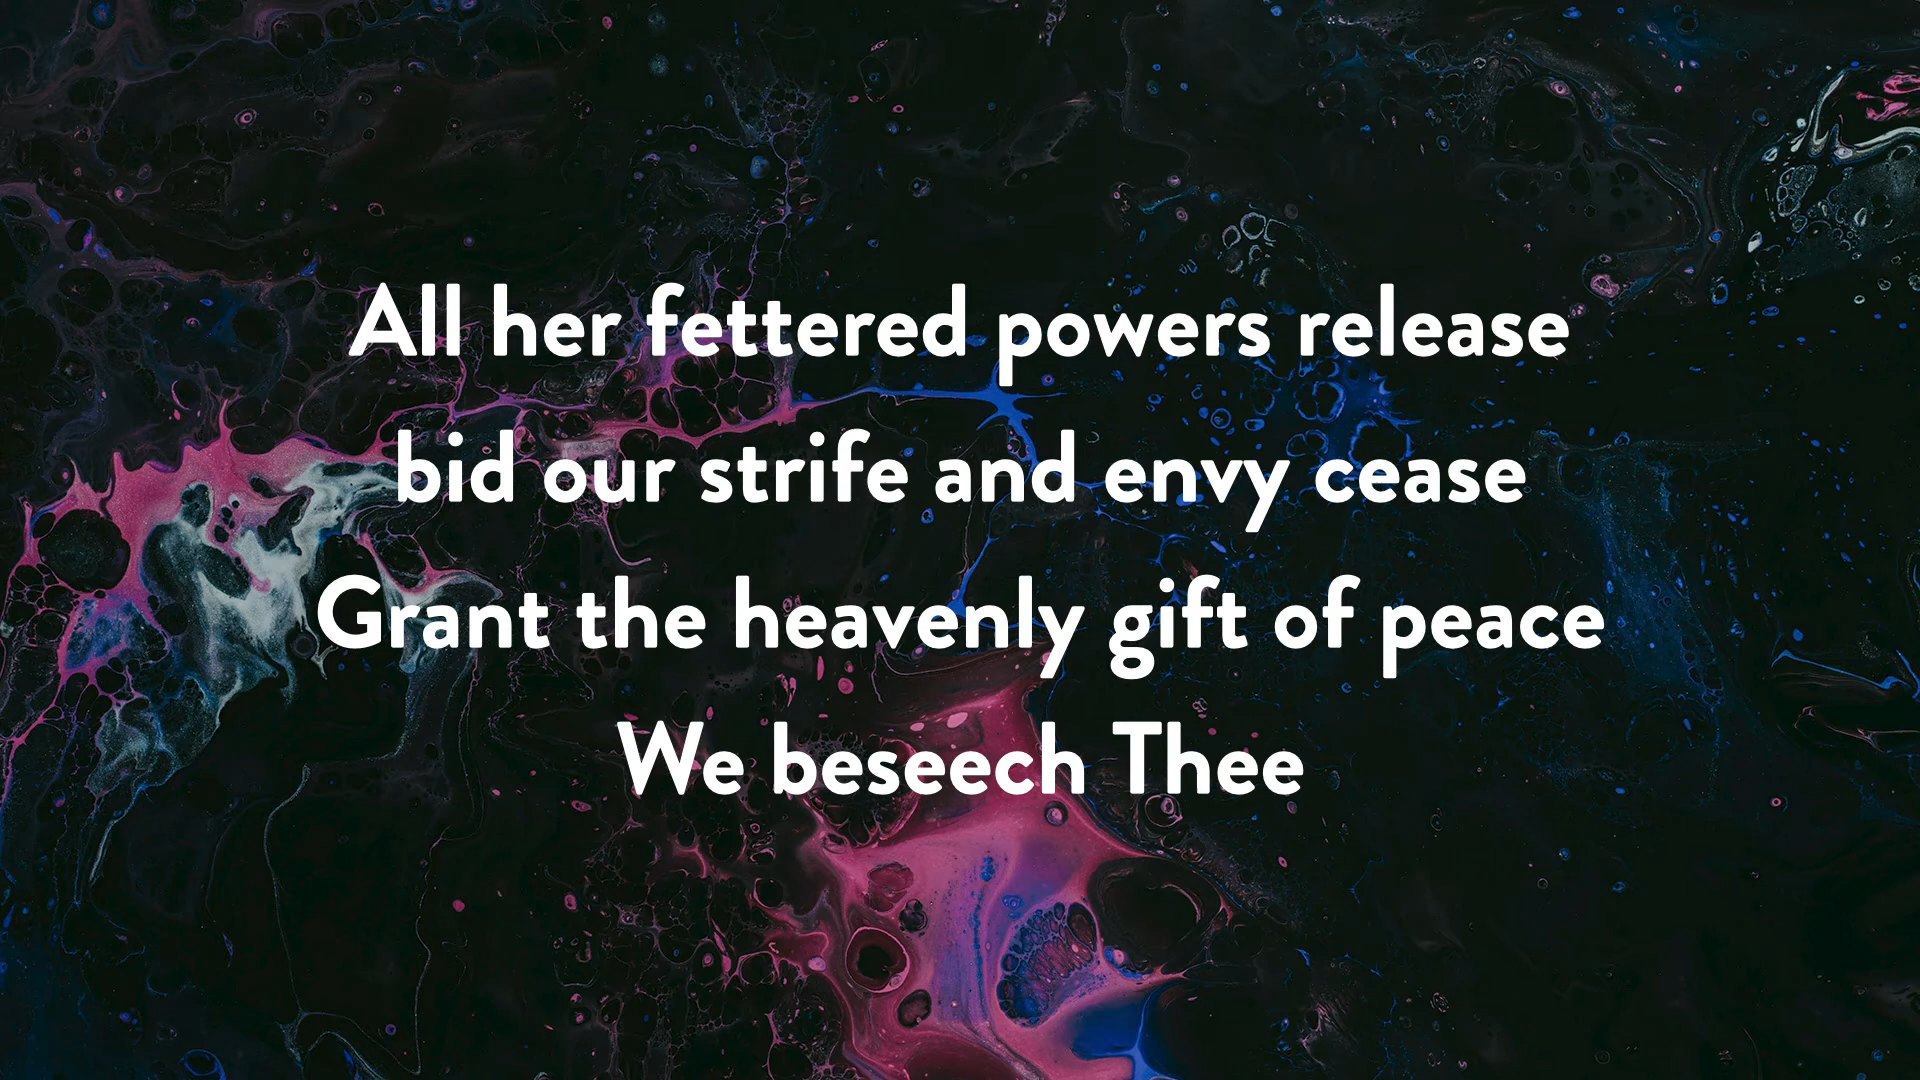 All her fettered powers release
bid our strife and envy cease
Grant the heavenly gift of peace
We beseech Thee